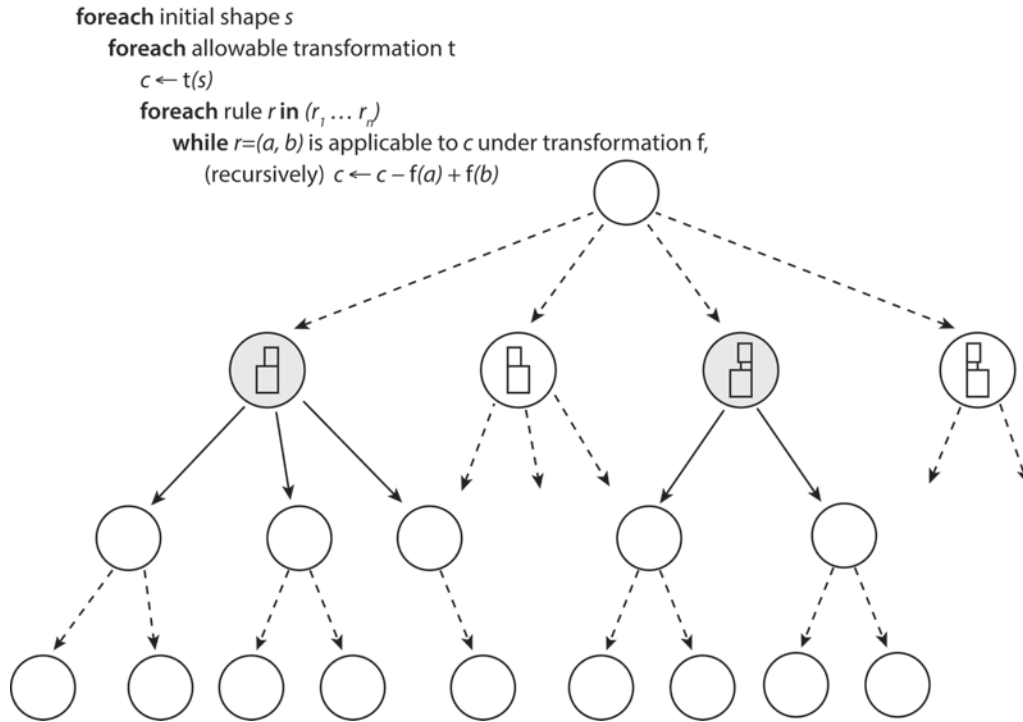 foreach initial shape s
foreach allowable transformation t
c ← t(s)
foreach rule r in (r₁ … rₙ)
while r=(a, b) is applicable to c under transformation f,
(recursively) c ← c – f(a) + f(b)